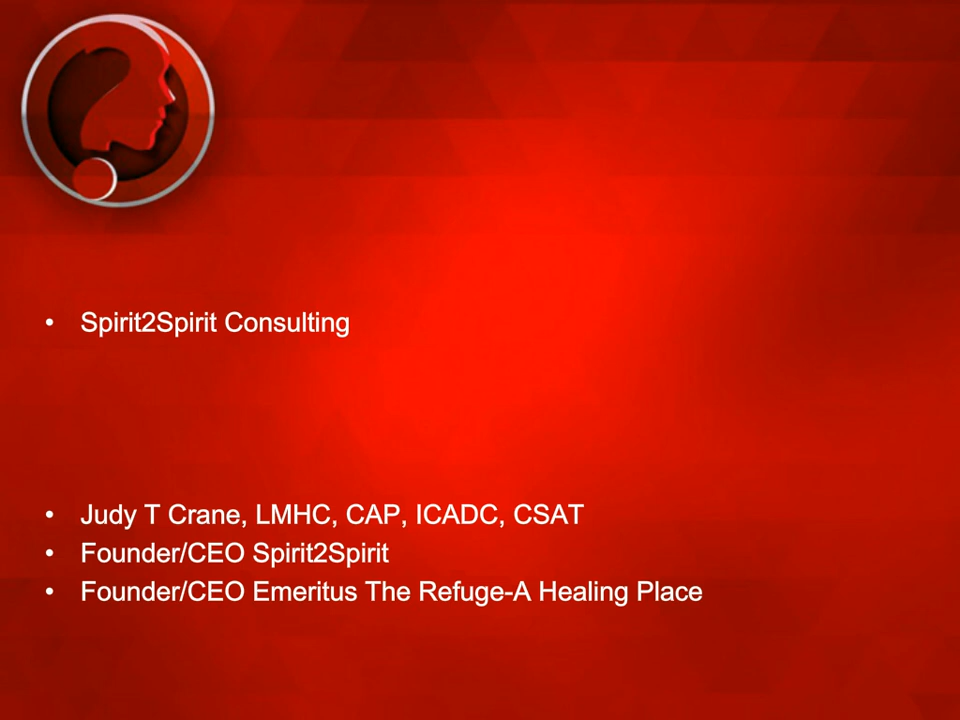 • Spirit2Spirit Consulting
• Judy T Crane, LMHC, CAP, ICADC, CSAT
• Founder/CEO Spirit2Spirit
• Founder/CEO Emeritus The Refuge-A Healing Place